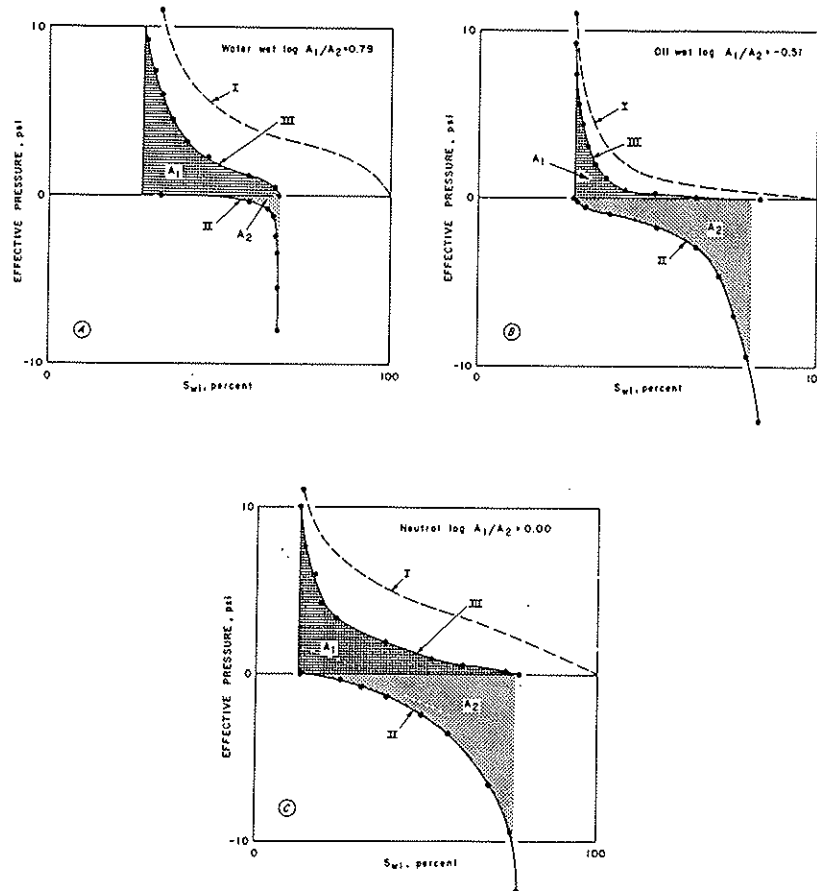 10
Water wet log A1/A2=0.79
I
III
EFFECTIVE PRESSURE, psi
A1
0
II
A2
A
-10
0
100
Swi, percent
10
Oil wet log A1/A2=-0.51
I
III
EFFECTIVE PRESSURE, psi
A1
0
A2
II
B
-10
0
10
Swi, percent
10
Neutral log A1/A2=0.00
I
III
EFFECTIVE PRESSURE, psi
A1
0
A2
II
C
-10
0
100
Swi, percent